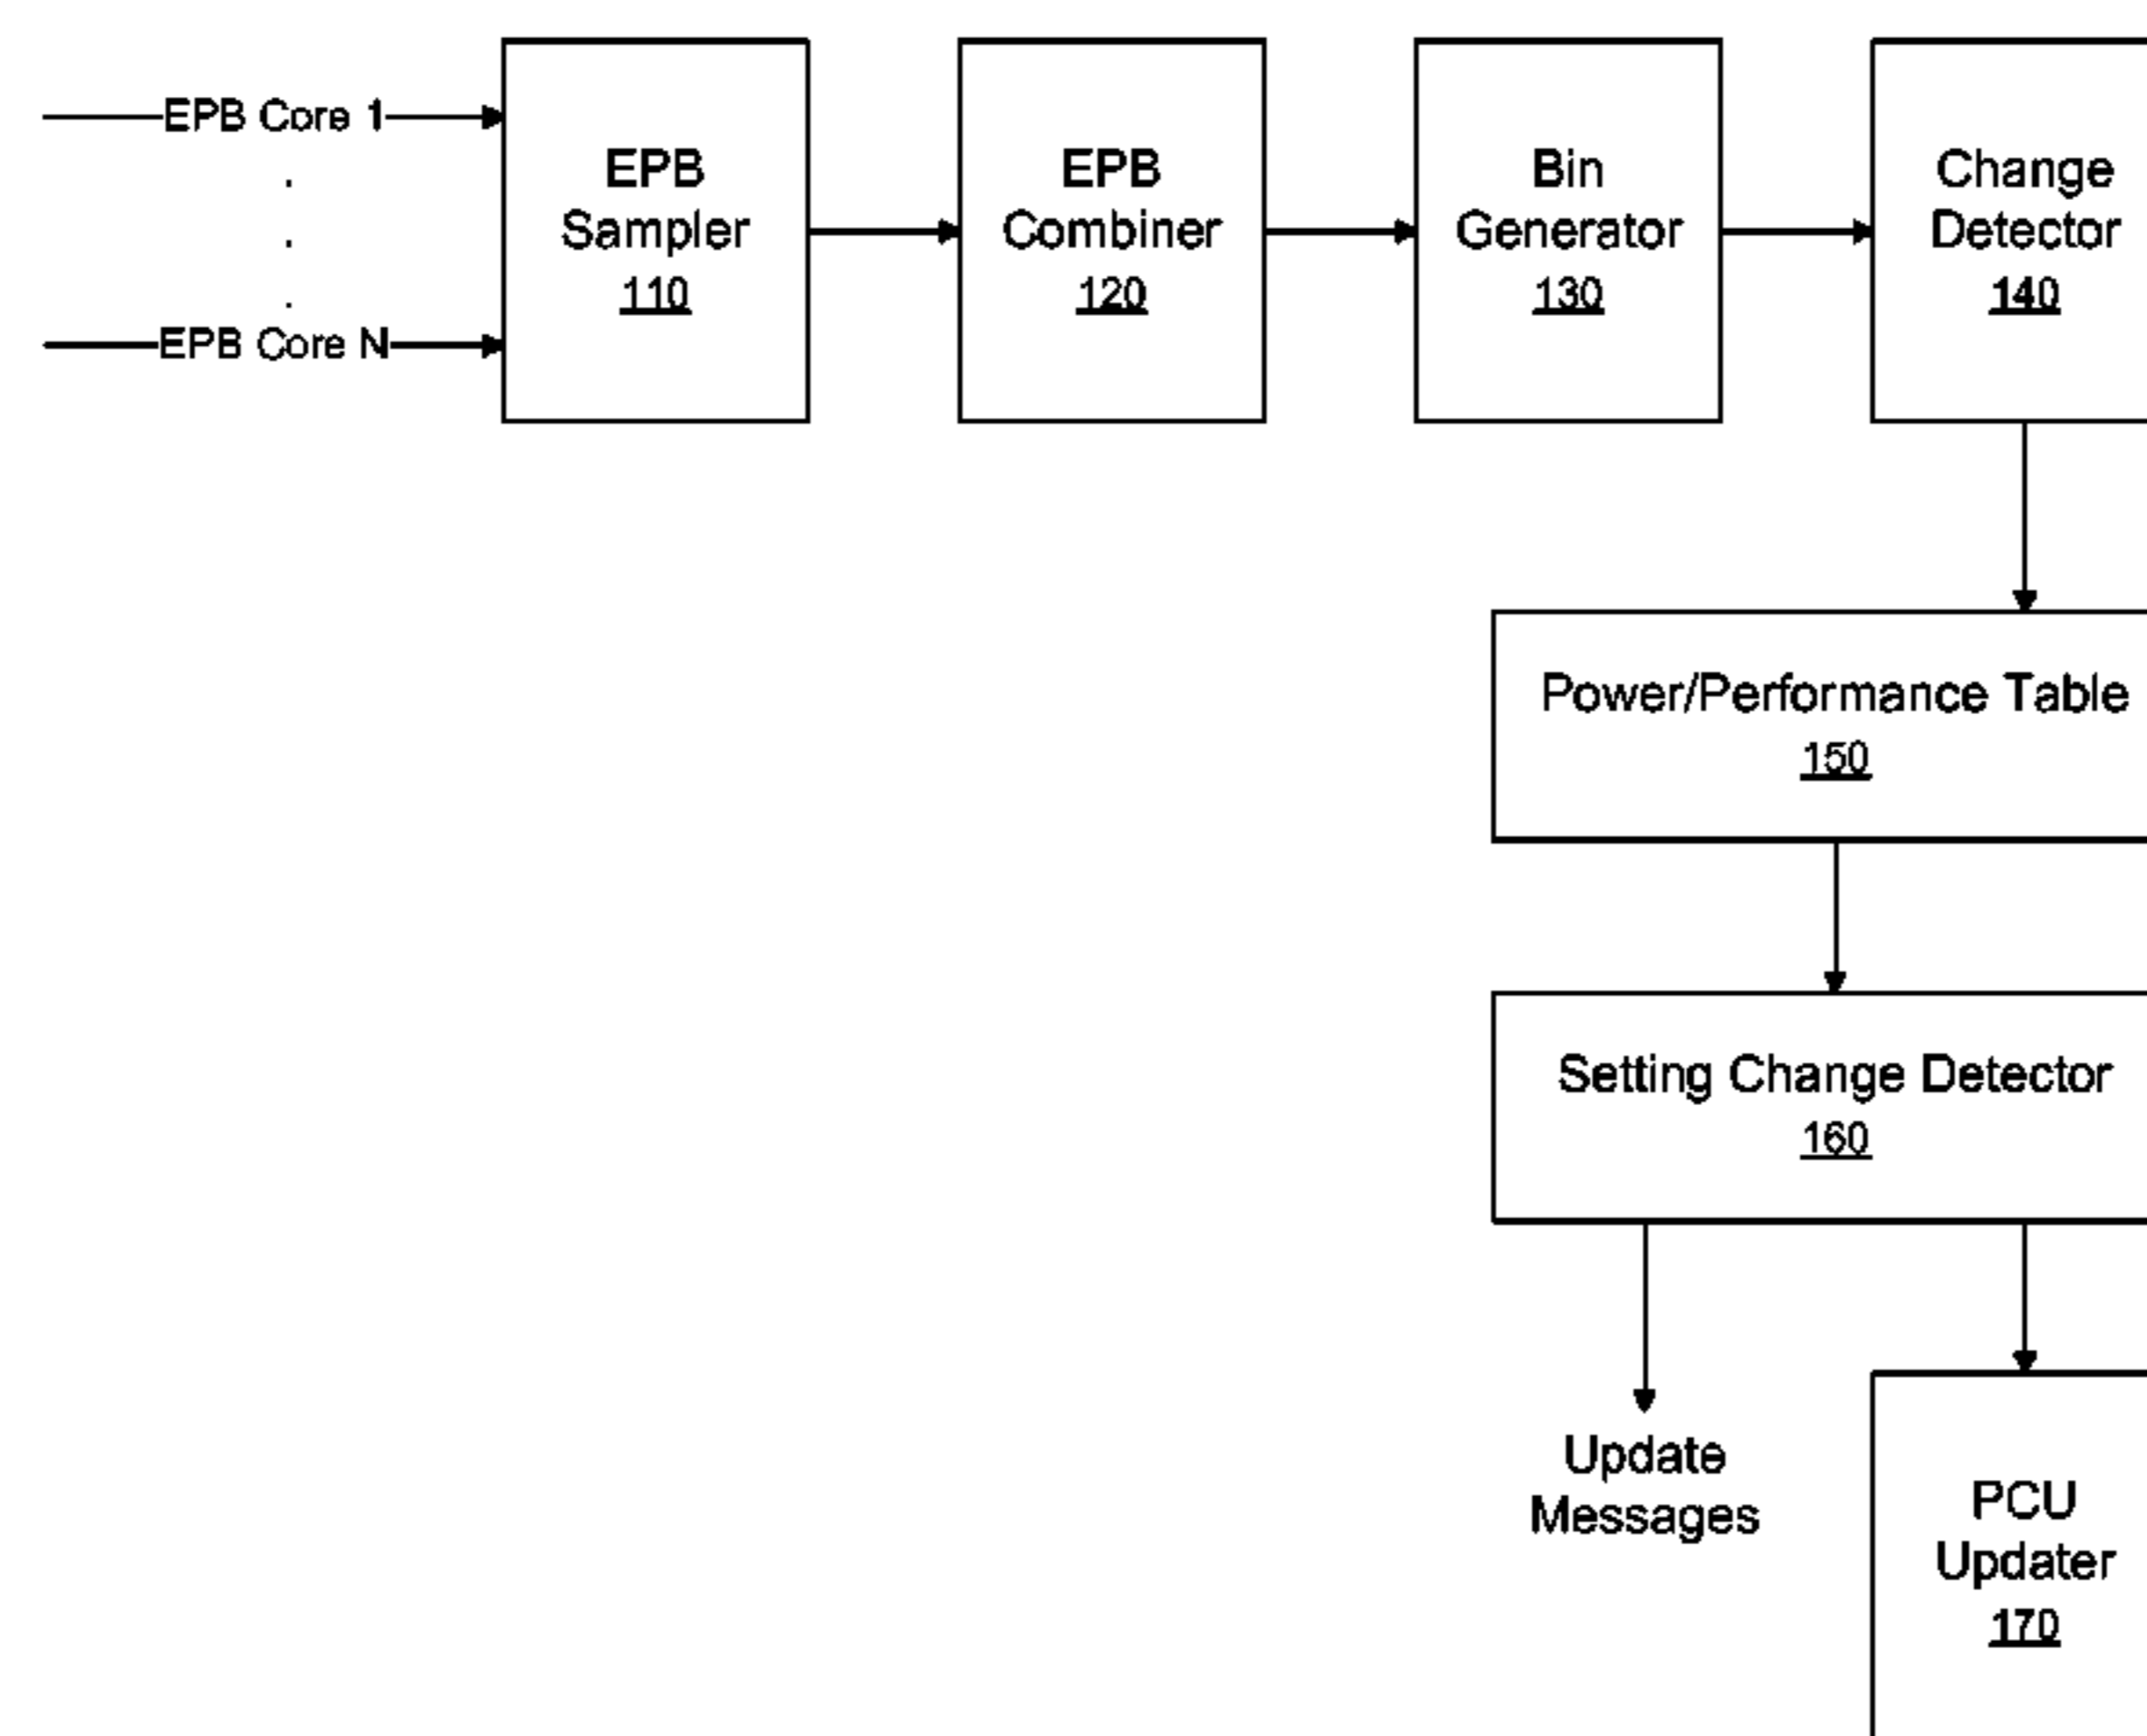 EPB Core 1
.
.
.
EPB Core N
EPB
Sampler
110
EPB
Combiner
120
Bin
Generator
130
Change
Detector
140
Power/Performance Table
150
Setting Change Detector
160
Update
Messages
PCU
Updater
170